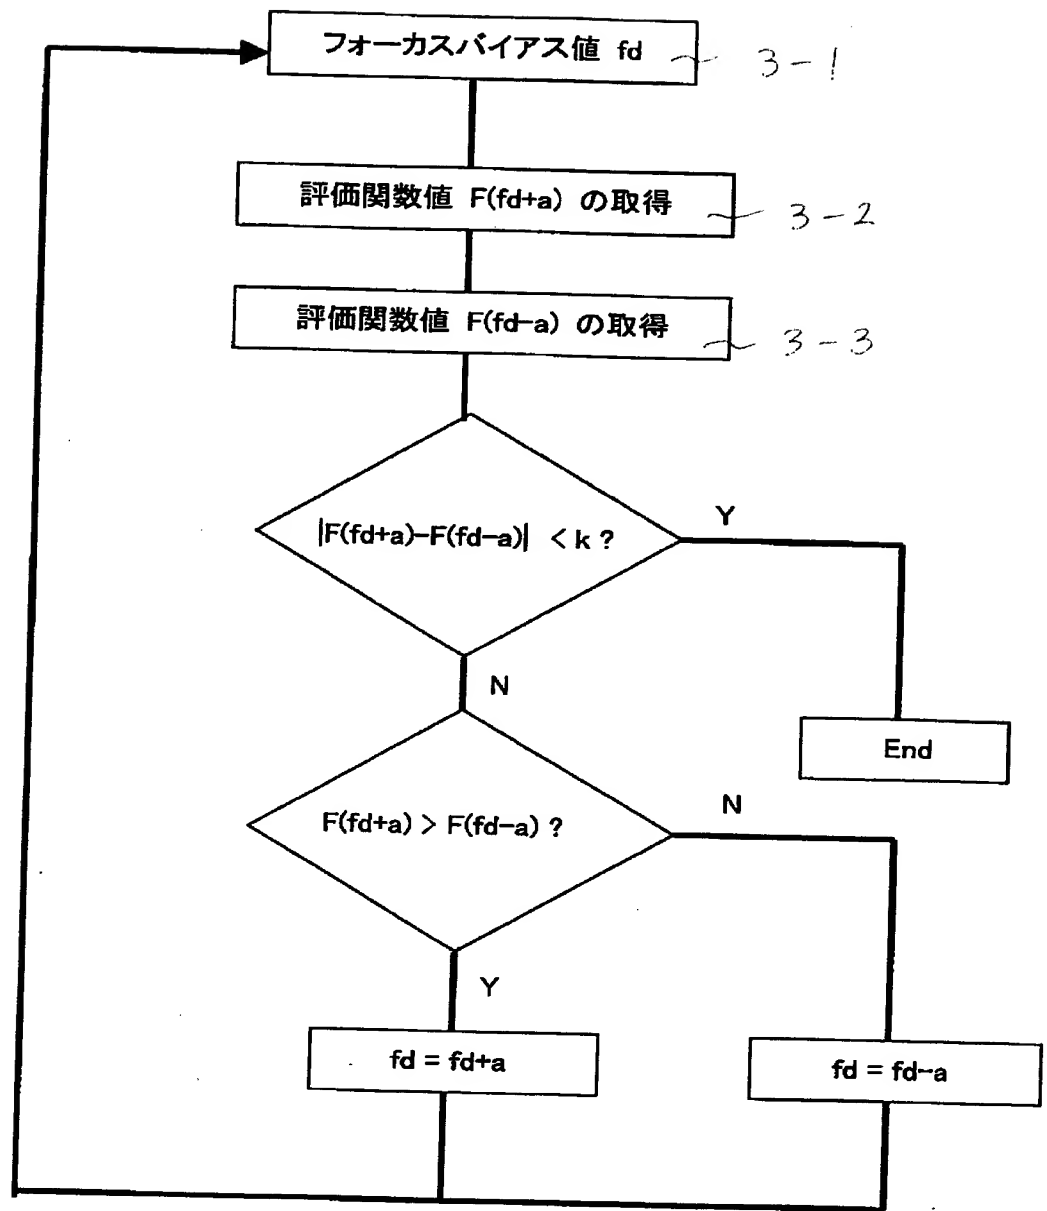 フォーカスバイアス値 fd
3-1
評価関数値 F(fd+a) の取得
3-2
評価関数値 F(fd-a) の取得
3-3
|F(fd+a)-F(fd-a)| < k ?
Y
N
End
F(fd+a) > F(fd-a) ?
N
Y
fd = fd+a
fd = fd-a